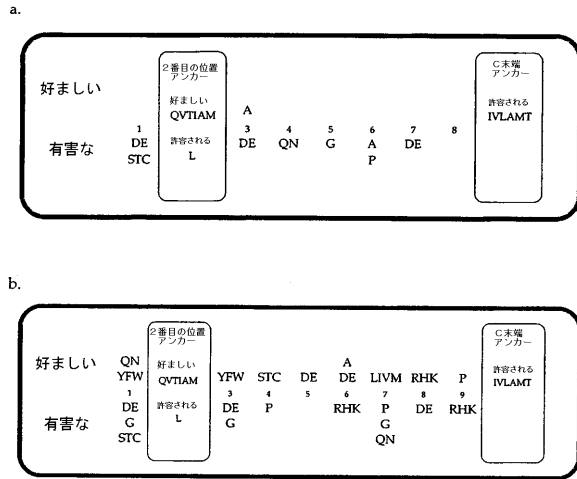 a.
2番目の位置
アンカー
C末端
アンカー
好ましい
好ましい
QVTIAM
A
許容される
IVLAMT
1 3 4 5 6 7 8
有害な
DE
許容される
DE QN G A DE
STC
L
P
b.
2番目の位置
アンカー
C末端
アンカー
好ましい
QN
好ましい
A
許容される
YFW
QVTIAM
YFW STC DE DE LIVM RHK P
IVLAMT
1 3 4 5 6 7 8 9
有害な
DE
許容される
DE P RHK P DE RHK
G
L
G G
STC
QN